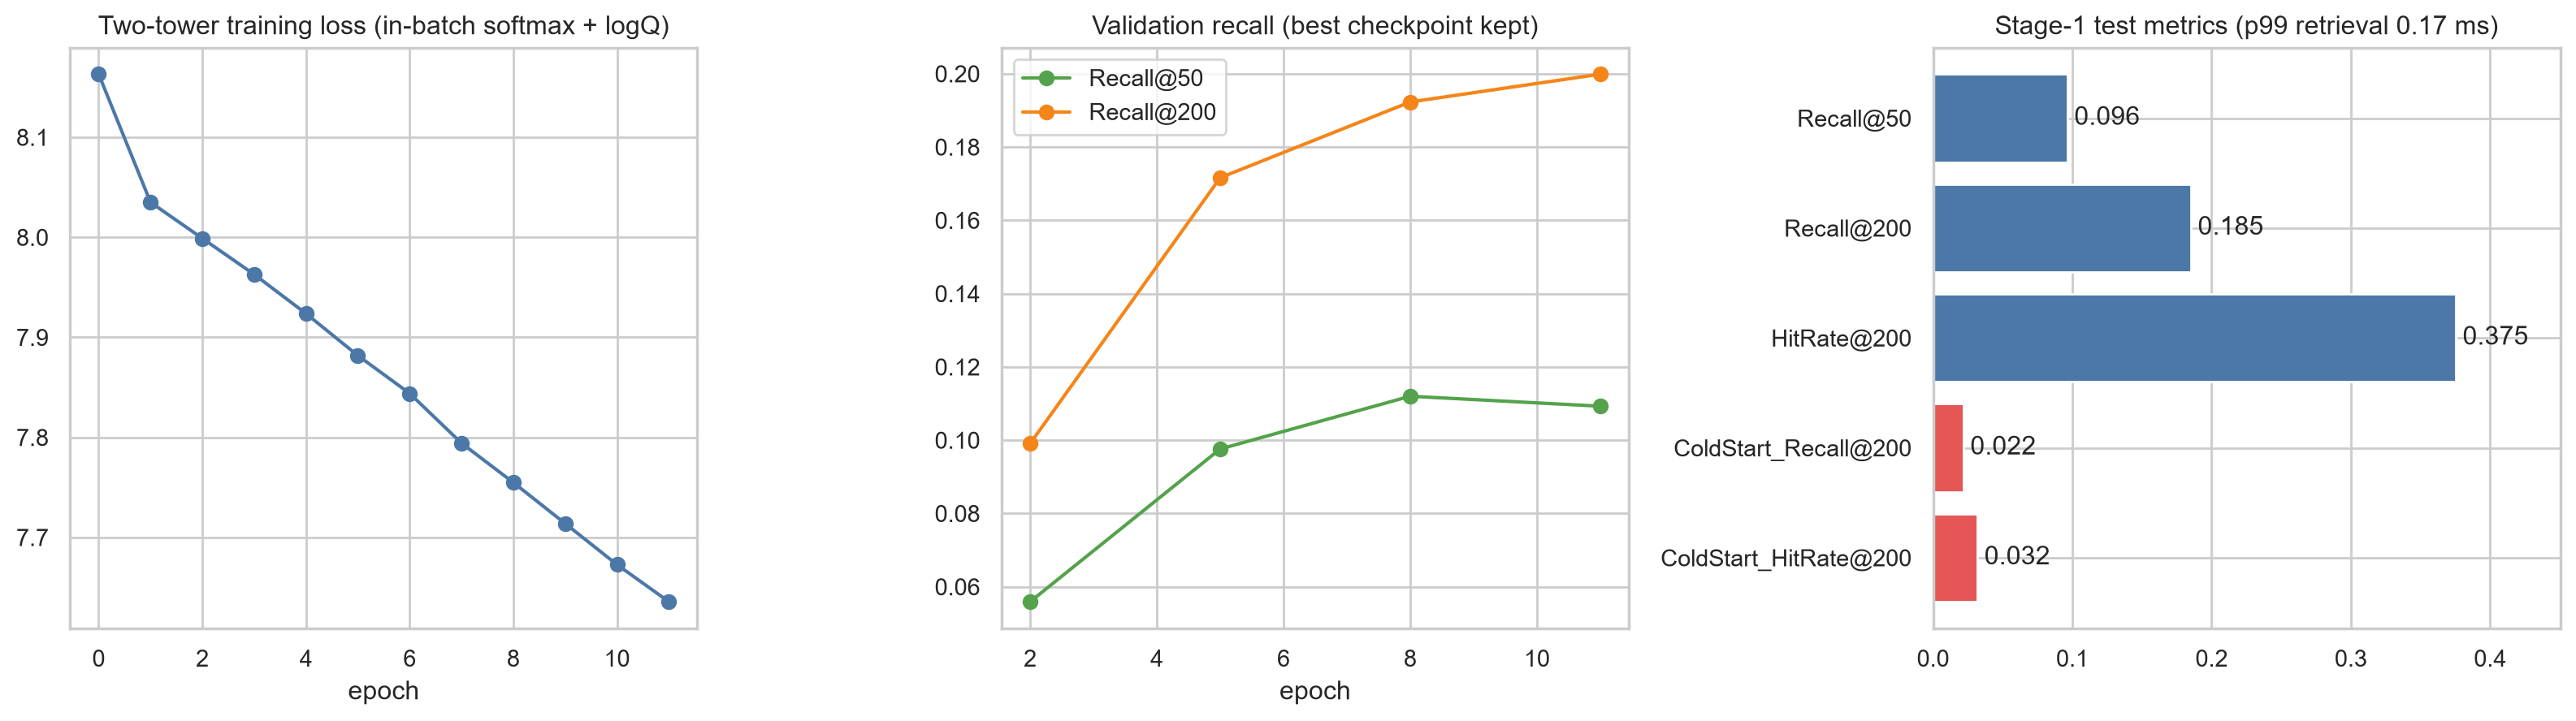 Two-tower training loss (in-batch softmax + logQ)
8.1
8.0
7.9
7.8
7.7
0 2 4 6 8 10
epoch
Validation recall (best checkpoint kept)
Recall@50
Recall@200
0.20
0.18
0.16
0.14
0.12
0.10
0.08
0.06
2 4 6 8 10
epoch
Stage-1 test metrics (p99 retrieval 0.17 ms)
Recall@50 0.096
Recall@200 0.185
HitRate@200 0.375
ColdStart_Recall@200 0.022
ColdStart_HitRate@200 0.032
0.0 0.1 0.2 0.3 0.4